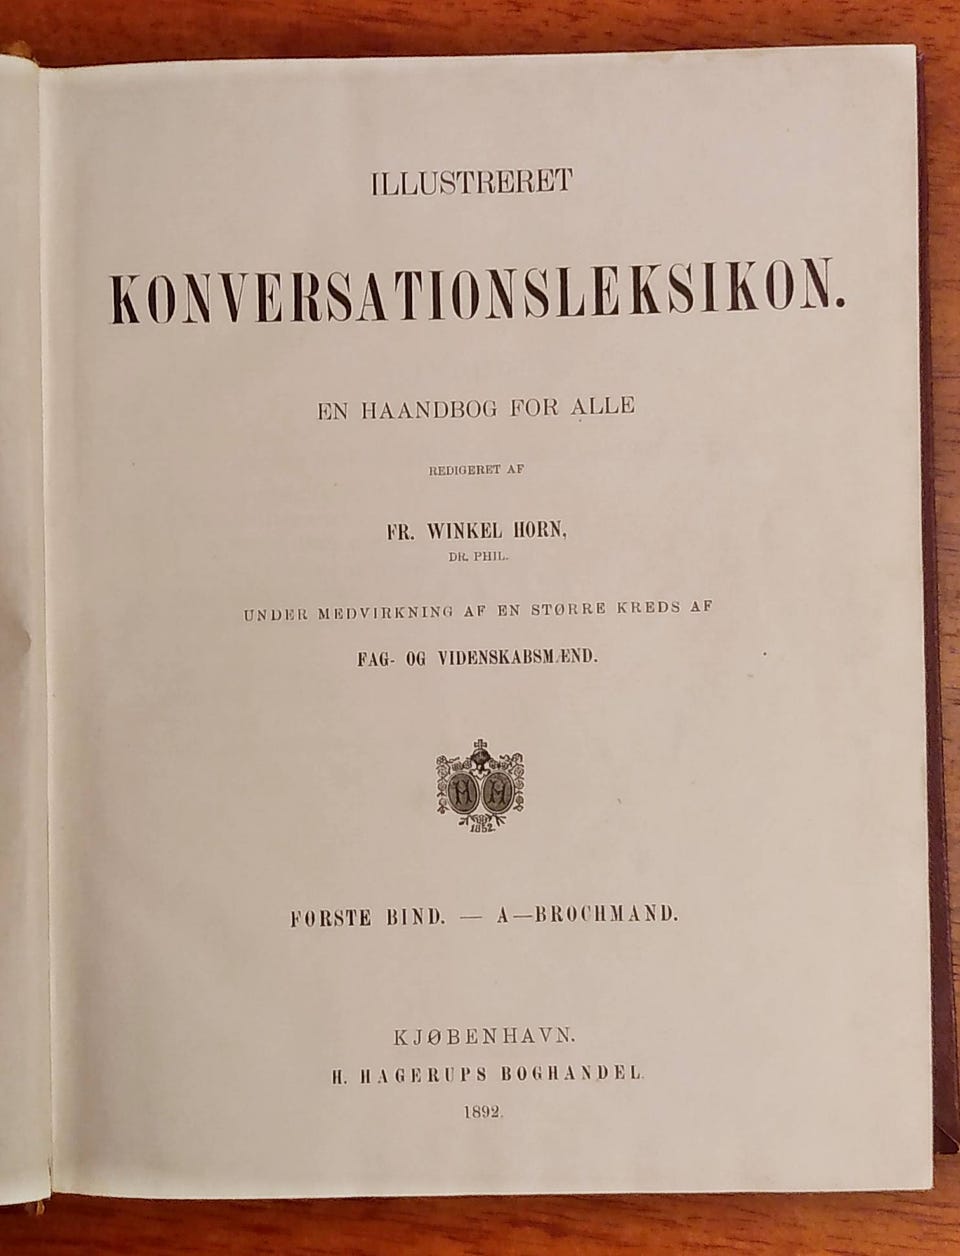 ILLUSTRERET
KONVERSATIONSLEKSIKON.
EN HAANDBOG FOR ALLE
REDIGERET AF
FR. WINKEL HORN,
DR. PHIL.
UNDER MEDVIRKNING AF EN STØRRE KREDS AF
FAG- OG VIDENSKABSMÆND.
H H
1852.
FØRSTE BIND. — A—BROCHMAND.
KJØBENHAVN.
H. HAGERUPS BOGHANDEL.
1892.